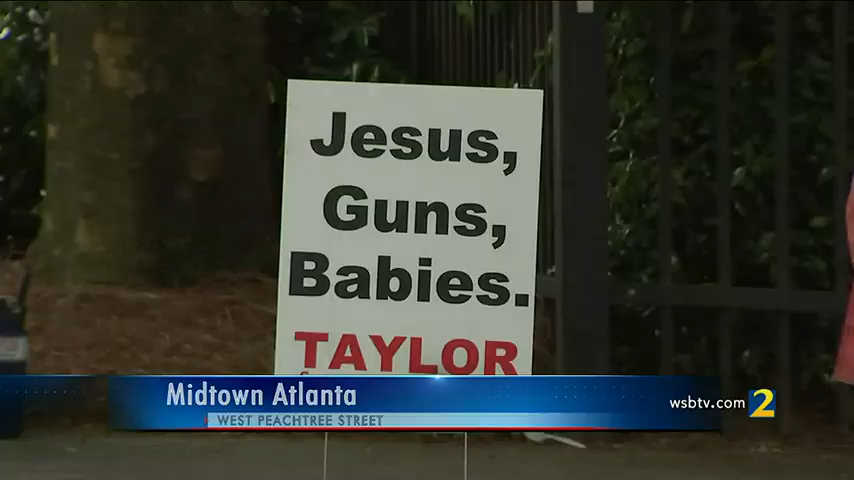 Jesus,
Guns,
Babies.
TAYLOR
Midtown Atlanta
WEST PEACHTREE STREET
wsbtv.com 2